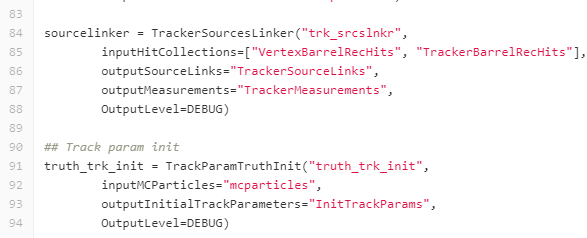 83
84 sourcelinker = TrackerSourcesLinker("trk_srcslnkr",
85         inputHitCollections=["VertexBarrelRecHits", "TrackerBarrelRecHits"],
86         outputSourceLinks="TrackerSourceLinks",
87         outputMeasurements="TrackerMeasurements",
88         OutputLevel=DEBUG)
89
90 ## Track param init
91 truth_trk_init = TrackParamTruthInit("truth_trk_init",
92         inputMCParticles="mcparticles",
93         outputInitialTrackParameters="InitTrackParams",
94         OutputLevel=DEBUG)